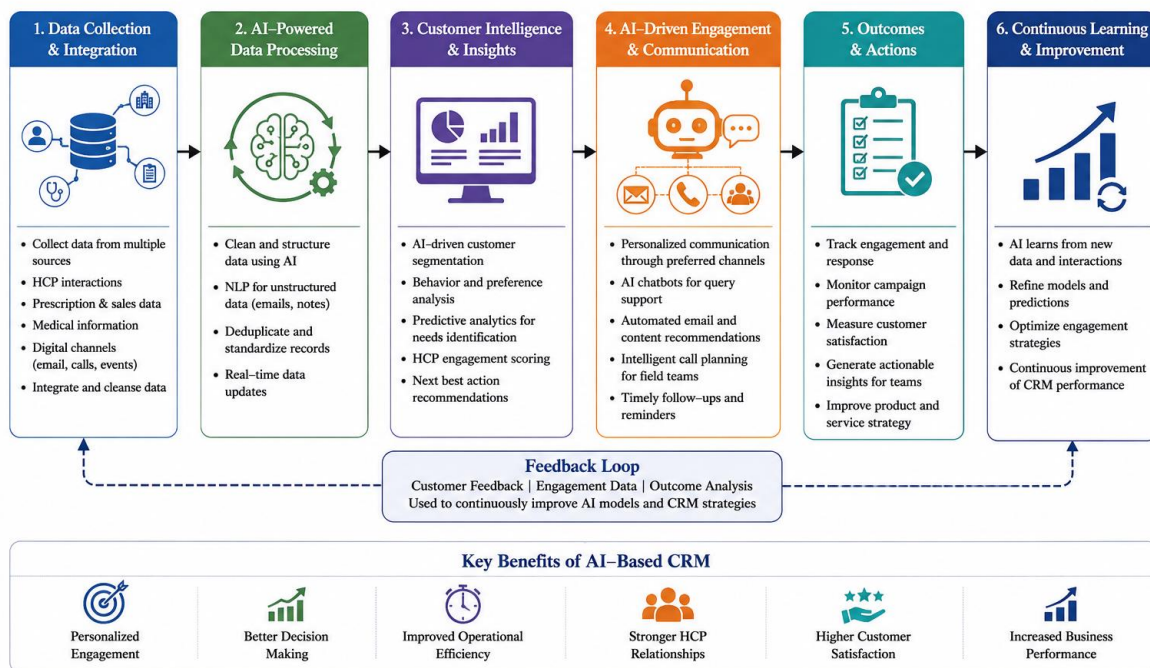 1. Data Collection
& Integration
• Collect data from multiple
sources
• HCP interactions
• Prescription & sales data
• Medical information
• Digital channels
(email, calls, events)
• Integrate and cleanse data
2. AI–Powered
Data Processing
• Clean and structure
data using AI
• NLP for unstructured
data (emails, notes)
• Deduplicate and
standardize records
• Real–time data
updates
3. Customer Intelligence
& Insights
• AI–driven customer
segmentation
• Behavior and preference
analysis
• Predictive analytics for
needs identification
• HCP engagement scoring
• Next best action
recommendations
4. AI–Driven Engagement
& Communication
• Personalized communication
through preferred channels
• AI chatbots for query
support
• Automated email and
content recommendations
• Intelligent call planning
for field teams
• Timely follow–ups and
reminders
5. Outcomes
& Actions
• Track engagement and
response
• Monitor campaign
performance
• Measure customer
satisfaction
• Generate actionable
insights for teams
• Improve product and
service strategy
6. Continuous Learning
& Improvement
• AI learns from new
data and interactions
• Refine models and
predictions
• Optimize engagement
strategies
• Continuous improvement
of CRM performance
Feedback Loop
Customer Feedback | Engagement Data | Outcome Analysis
Used to continuously improve AI models and CRM strategies
Key Benefits of AI–Based CRM
Personalized
Engagement
Better Decision
Making
Improved Operational
Efficiency
Stronger HCP
Relationships
Higher Customer
Satisfaction
Increased Business
Performance